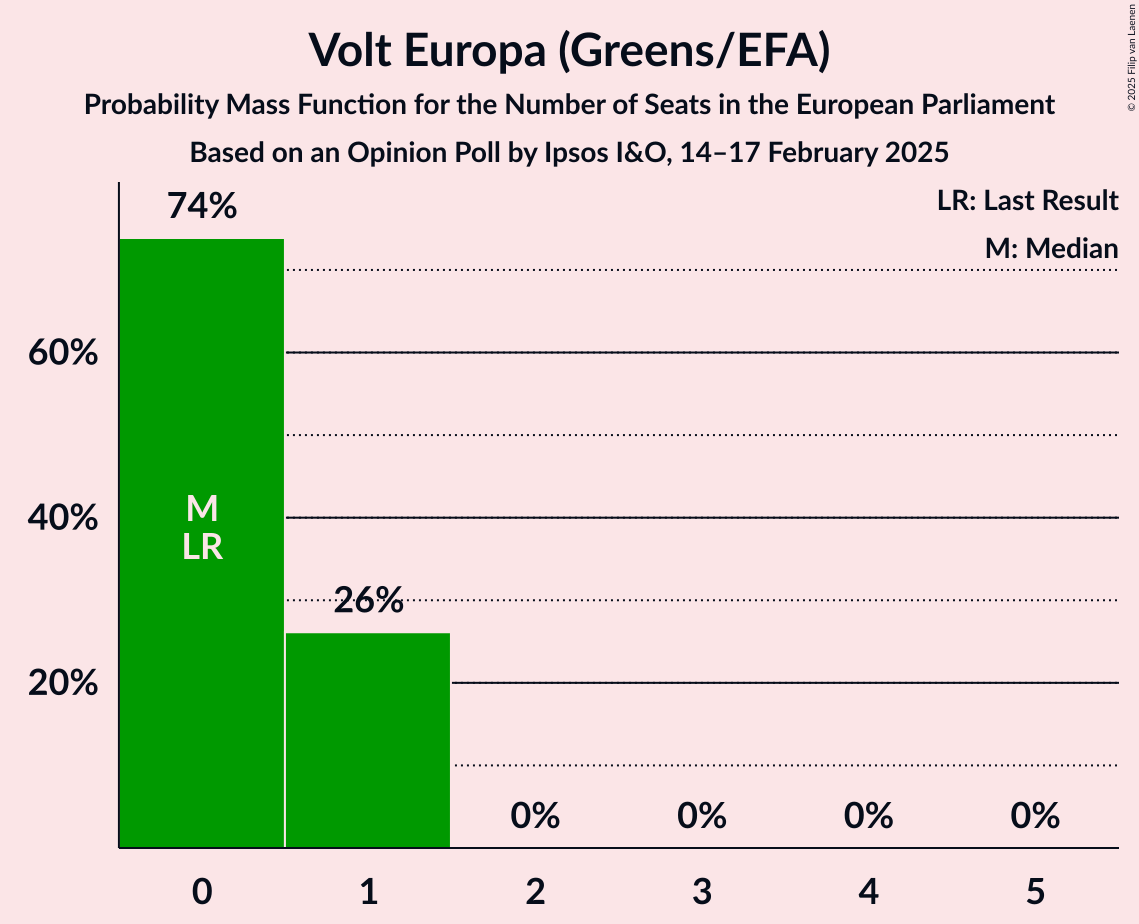 Volt Europa (Greens/EFA)
Probability Mass Function for the Number of Seats in the European Parliament
Based on an Opinion Poll by Ipsos I&O, 14–17 February 2025
© 2025 Filip van Laenen
LR: Last Result
M: Median
74%
60%
40%
20%
M
LR
26%
0%
0%
0%
0%
0
1
2
3
4
5